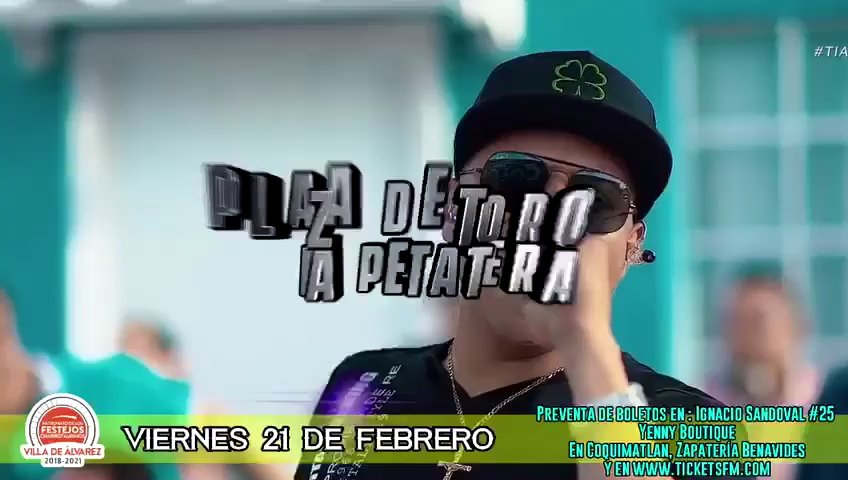 #TIA
PLAZA DE TORO
LA PETATERA
FESTEJOS
VILLA DE ÁLVAREZ
2018-2021
VIERNES 21 DE FEBRERO
PREVENTA DE BOLETOS EN : IGNACIO SANDOVAL #25
YENNY BOUTIQUE
EN COQUIMATLAN, ZAPATERÍA BENAVIDES
Y EN WWW.TICKETSFM.COM